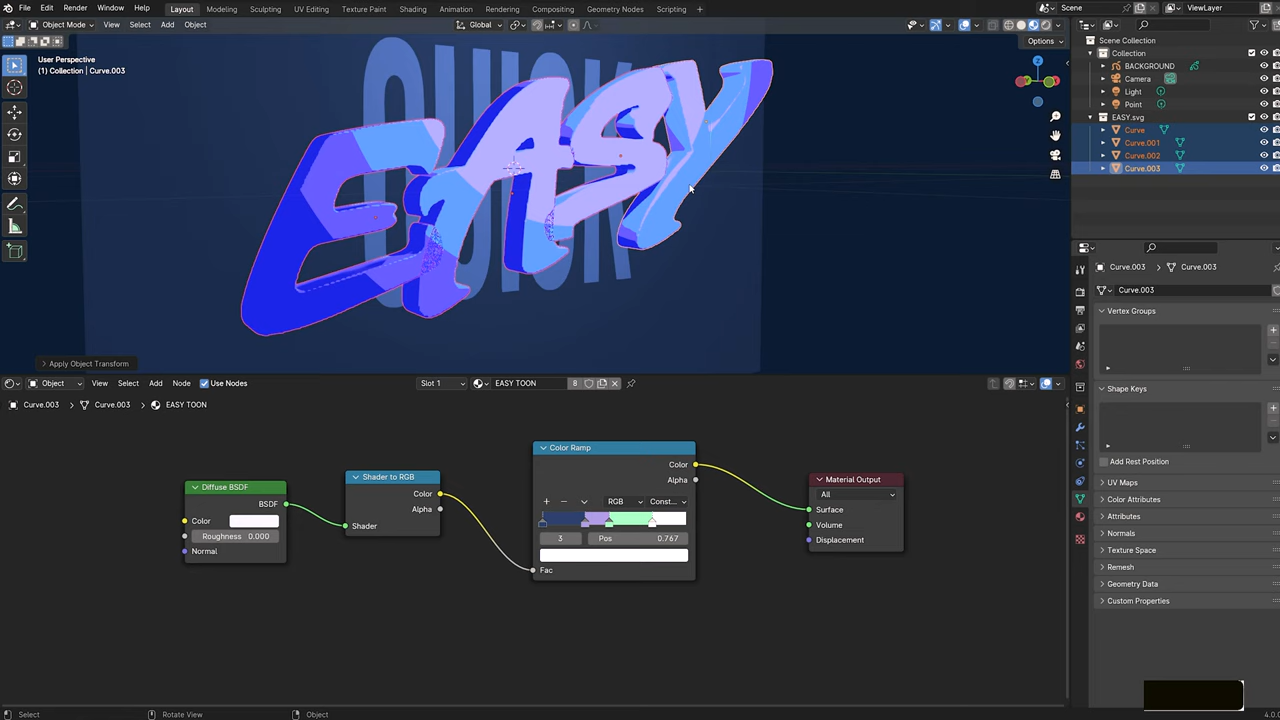 File Edit Render Window Help Layout Modeling Sculpting UV Editing Texture Paint Shading Animation Rendering Compositing Geometry Nodes Scripting + Scene ViewLayer
Object Mode View Select Add Object Global Options
User Perspective
(1) Collection | Curve.003
QUICK
EASY
Apply Object Transform
Scene Collection
Collection
BACKGROUND
Camera
Light
Point
EASY.svg
Curve
Curve.001
Curve.002
Curve.003
Curve.003 > Curve.003
Curve.003
Vertex Groups
Shape Keys
Add Rest Position
UV Maps
Color Attributes
Attributes
Normals
Texture Space
Remesh
Geometry Data
Custom Properties
Object View Select Add Node Use Nodes Slot 1 EASY TOON 8
Curve.003 > Curve.003 > EASY TOON
Diffuse BSDF
BSDF
Color
Roughness 0.000
Normal
Shader to RGB
Color
Alpha
Shader
Color Ramp
Color
Alpha
+ − RGB Const...
3 Pos 0.767
Fac
Material Output
All
Surface
Volume
Displacement
Select Rotate View Object 4.0.